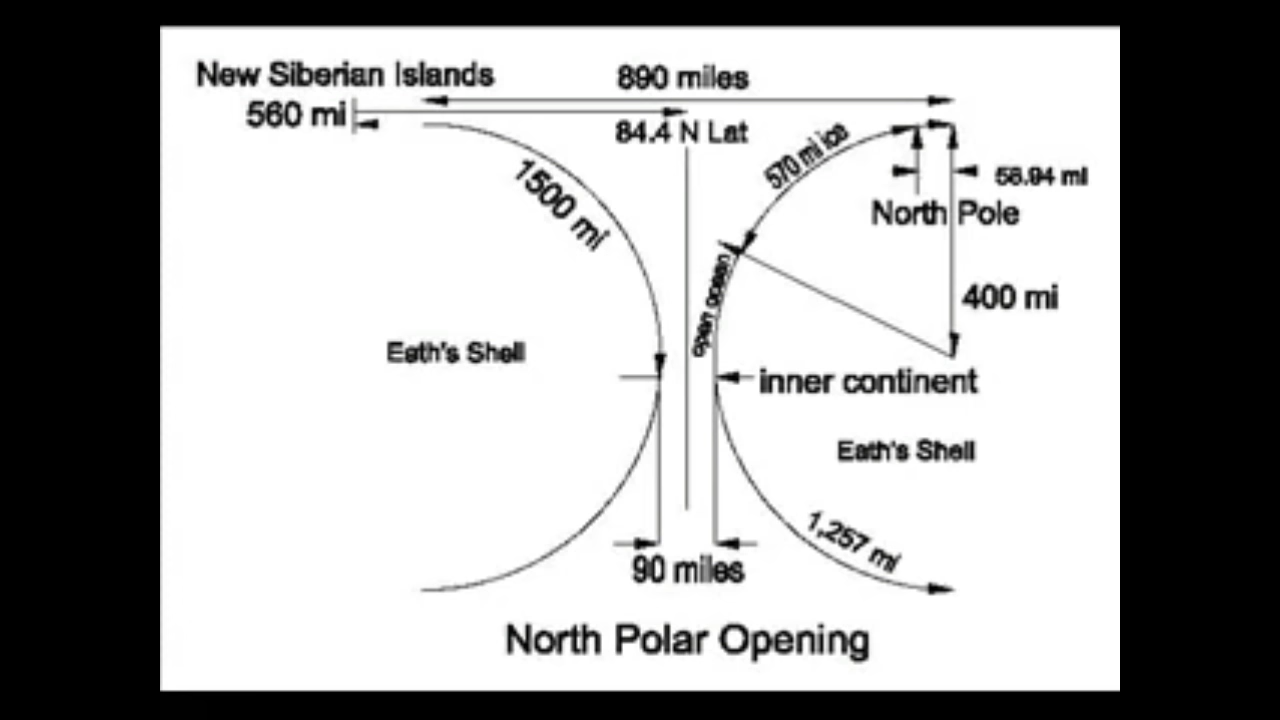 New Siberian Islands
890 miles
560 mi
84.4 N Lat
570 mi ice
1500 mi
58.94 mi
North Pole
open ocean
400 mi
Eath's Shell
inner continent
Eath's Shell
1,257 mi
90 miles
North Polar Opening